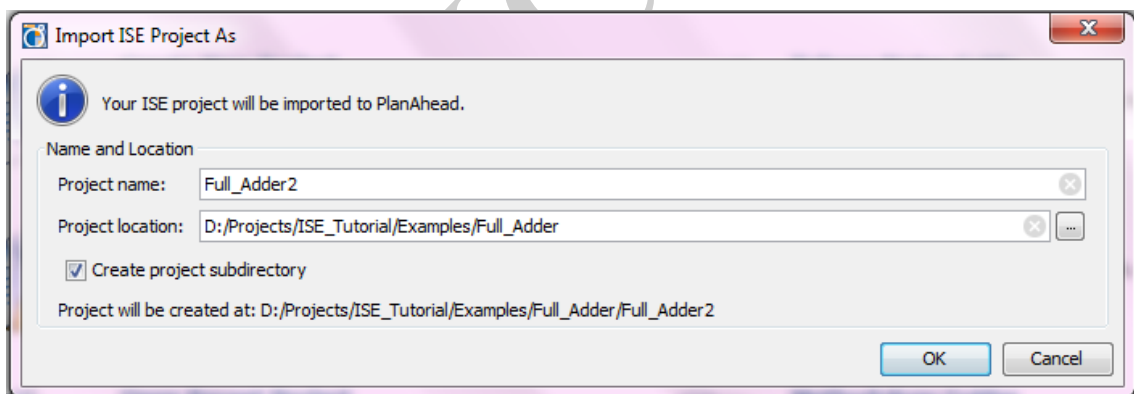 Import ISE Project As
Your ISE project will be imported to PlanAhead.
Name and Location
Project name: Full_Adder2
Project location: D:/Projects/ISE_Tutorial/Examples/Full_Adder ...
Create project subdirectory
Project will be created at: D:/Projects/ISE_Tutorial/Examples/Full_Adder/Full_Adder2
OK Cancel